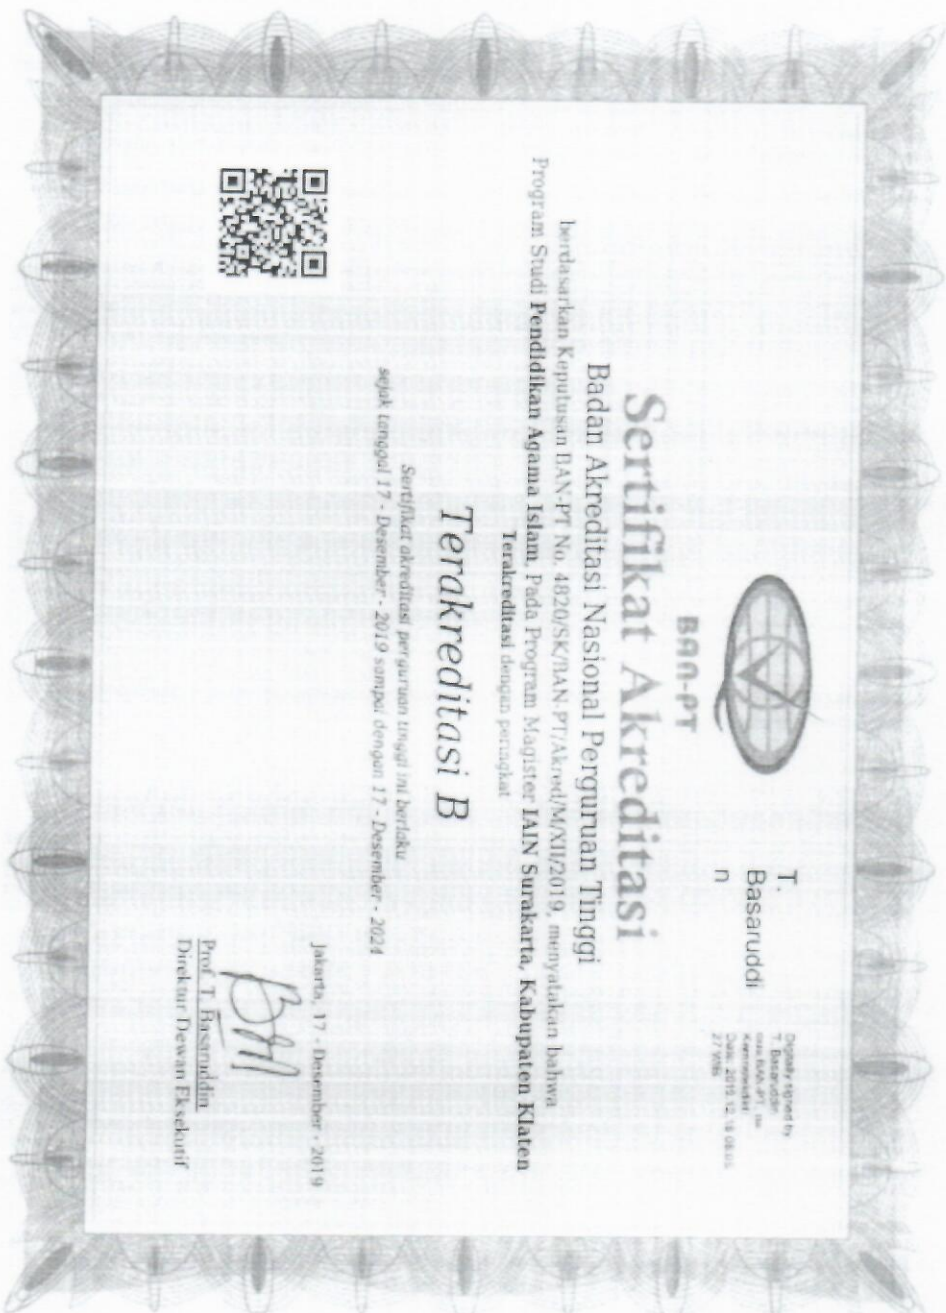 BAN-PT
T.
Basaruddi
n
Digitally signed by
T. Basaruddin
Sertifikat Akreditasi
Badan Akreditasi Nasional Perguruan Tinggi
berdasarkan Keputusan BAN-PT No. 4820/SK/BAN-PT/Akred/M/XII/2019, menyatakan bahwa
Program Studi Pendidikan Agama Islam, Pada Program Magister IAIN Surakarta, Kabupaten Klaten
Terakreditasi dengan peringkat
Terakreditasi B
Sertifikat akreditasi perguruan tinggi ini berlaku
sejak tanggal 17 - Desember - 2019 sampai dengan 17 - Desember - 2024
Jakarta, 17 - Desember - 2019
Prof. T. Basaruddin
Direktur Dewan Eksekutif